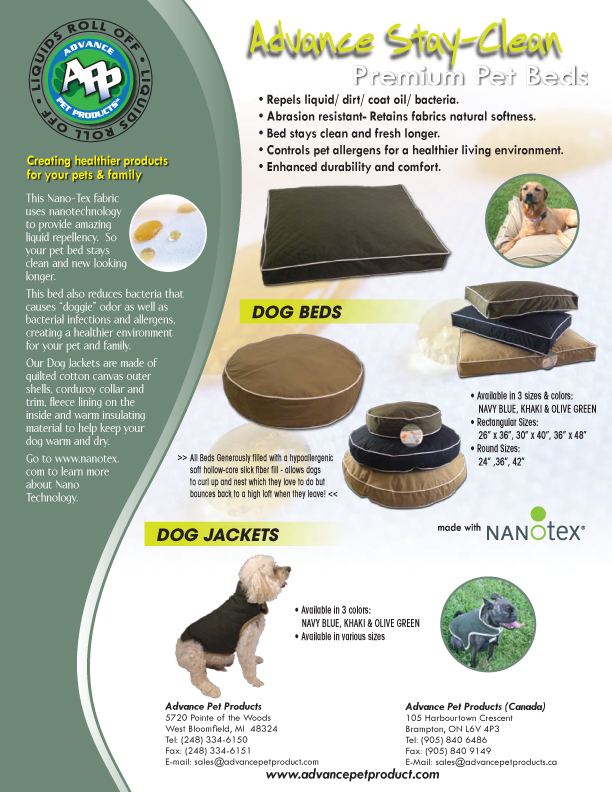 LIQUIDS ROLL OFF • LIQUIDS ROLL OFF •
ADVANCE
APP
PET PRODUCTS
Advance Stay-Clean
Premium Pet Beds
• Repels liquid/ dirt/ coat oil/ bacteria.
• Abrasion resistant- Retains fabrics natural softness.
• Bed stays clean and fresh longer.
• Controls pet allergens for a healthier living environment.
• Enhanced durability and comfort.
Creating healthier products
for your pets & family
This Nano-Tex fabric
uses nanotechnology
to provide amazing
liquid repellency. So
your pet bed stays
clean and new looking
longer.
This bed also reduces bacteria that
causes "doggie" odor as well as
bacterial infections and allergens,
creating a healthier environment
for your pet and family.
Our Dog Jackets are made of
quilted cotton canvas outer
shells, corduroy collar and
trim, fleece lining on the
inside and warm insulating
material to help keep your
dog warm and dry.
Go to www.nanotex.
com to learn more
about Nano
Technology.
DOG BEDS
• Available in 3 sizes & colors:
NAVY BLUE, KHAKI & OLIVE GREEN
• Rectangular Sizes:
26" x 36", 30" x 40", 36" x 48"
• Round Sizes:
24" ,36", 42"
>> All Beds Generously filled with a hypoallergenic
soft hollow-core slick fiber fill - allows dogs
to curl up and nest which they love to do but
bounces back to a high loft when they leave! <<
made with NANOTEX®
DOG JACKETS
• Available in 3 colors:
NAVY BLUE, KHAKI & OLIVE GREEN
• Available in various sizes
Advance Pet Products
5720 Pointe of the Woods
West Bloomfield, MI 48324
Tel: (248) 334-6150
Fax: (248) 334-6151
E-mail: sales@advancepetproduct.com
Advance Pet Products (Canada)
105 Harbourtown Crescent
Brampton, ON L6V 4P3
Tel: (905) 840 6486
Fax: (905) 840 9149
E-Mail: sales@advancepetproducts.ca
www.advancepetproduct.com